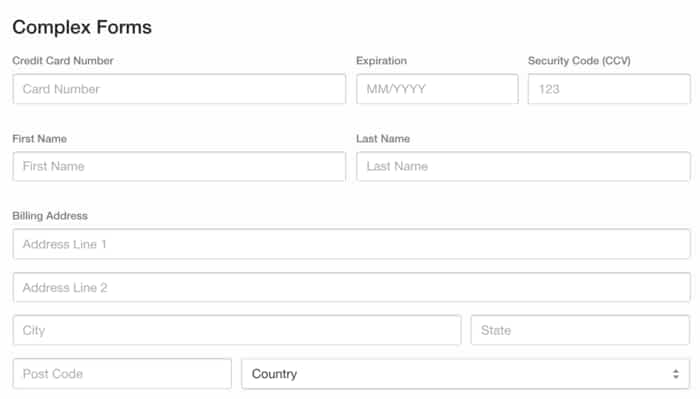 Complex Forms
Credit Card Number Expiration Security Code (CCV)
Card Number MM/YYYY 123
First Name Last Name
First Name Last Name
Billing Address
Address Line 1
Address Line 2
City State
Post Code Country